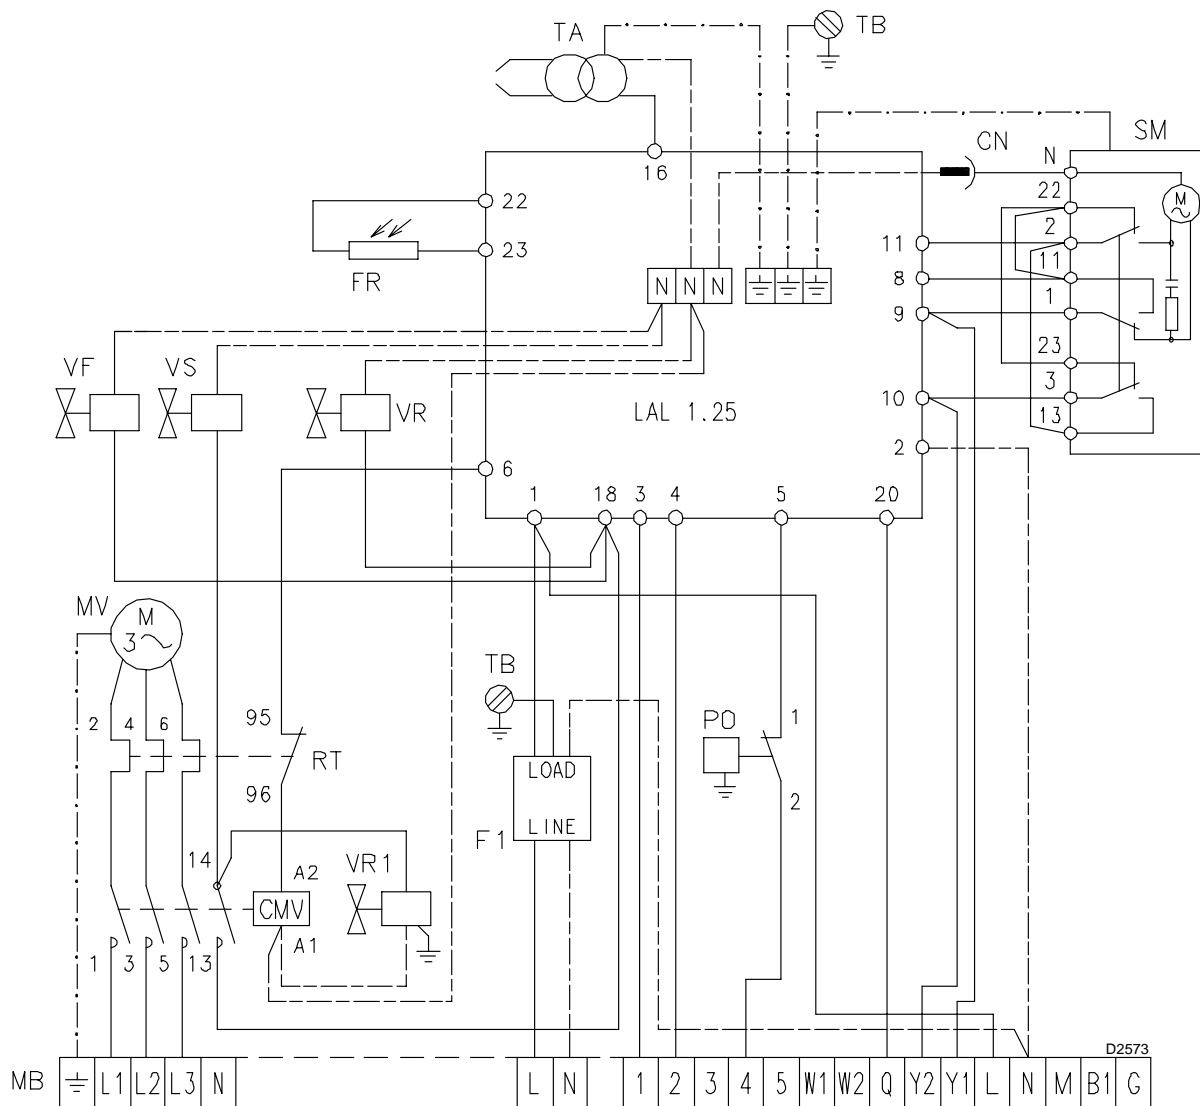 TA
TB
CN
SM
N
16
22
22
M
2
11
23
11
FR
N N N
8
1
9
VF
VS
23
VR
LAL 1.25
3
10
13
2
6
1
18
3
4
5
20
MV
M
3
TB
2
4
6
95
PO
1
RT
LOAD
96
2
LINE
F1
14
A2
VR1
CMV
A1
1
3
5
13
D2573
MB
L1 L2 L3 N
L N
1 2 3 4 5 W1 W2 Q Y2 Y1 L N M B1 G